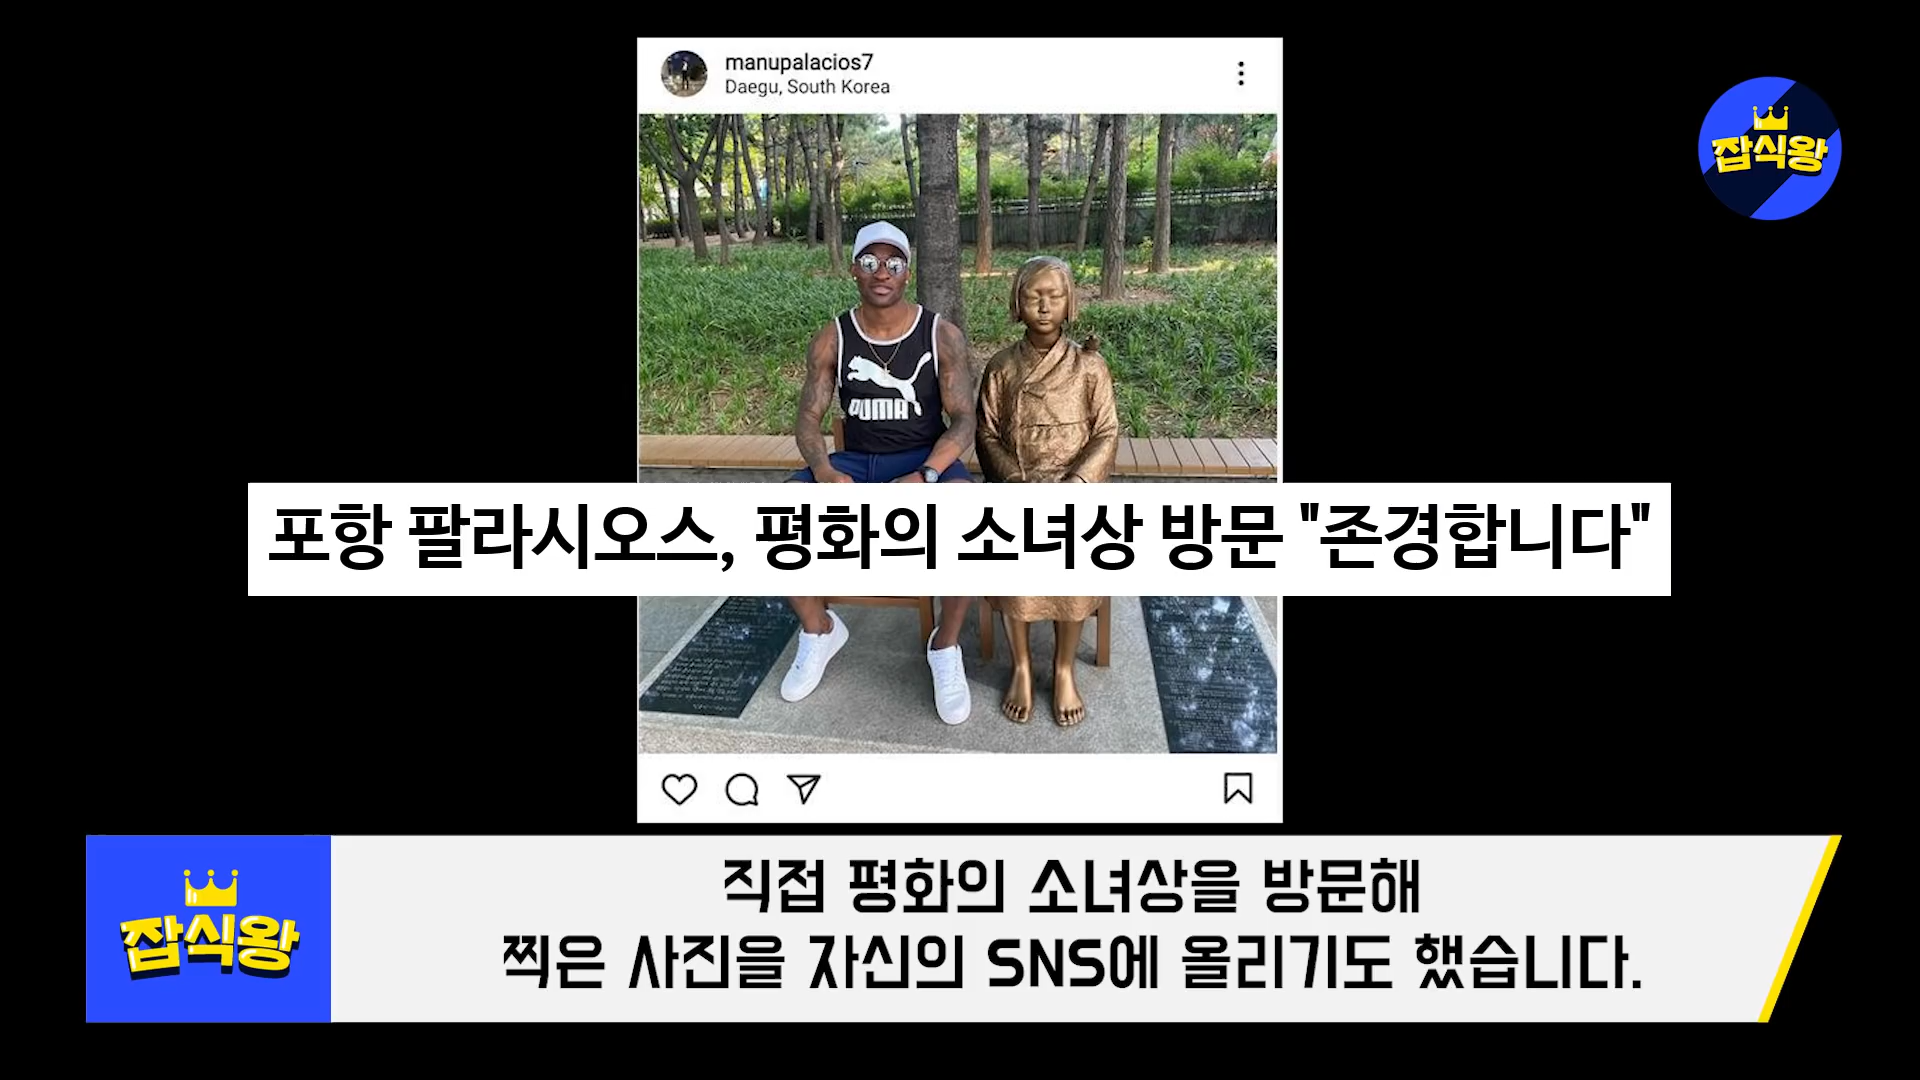 manupalacios7
Daegu, South Korea
잡식왕
PUMA
포항 팔라시오스, 평화의 소녀상 방문 "존경합니다"
잡식왕
직접 평화의 소녀상을 방문해
찍은 사진을 자신의 SNS에 올리기도 했습니다.